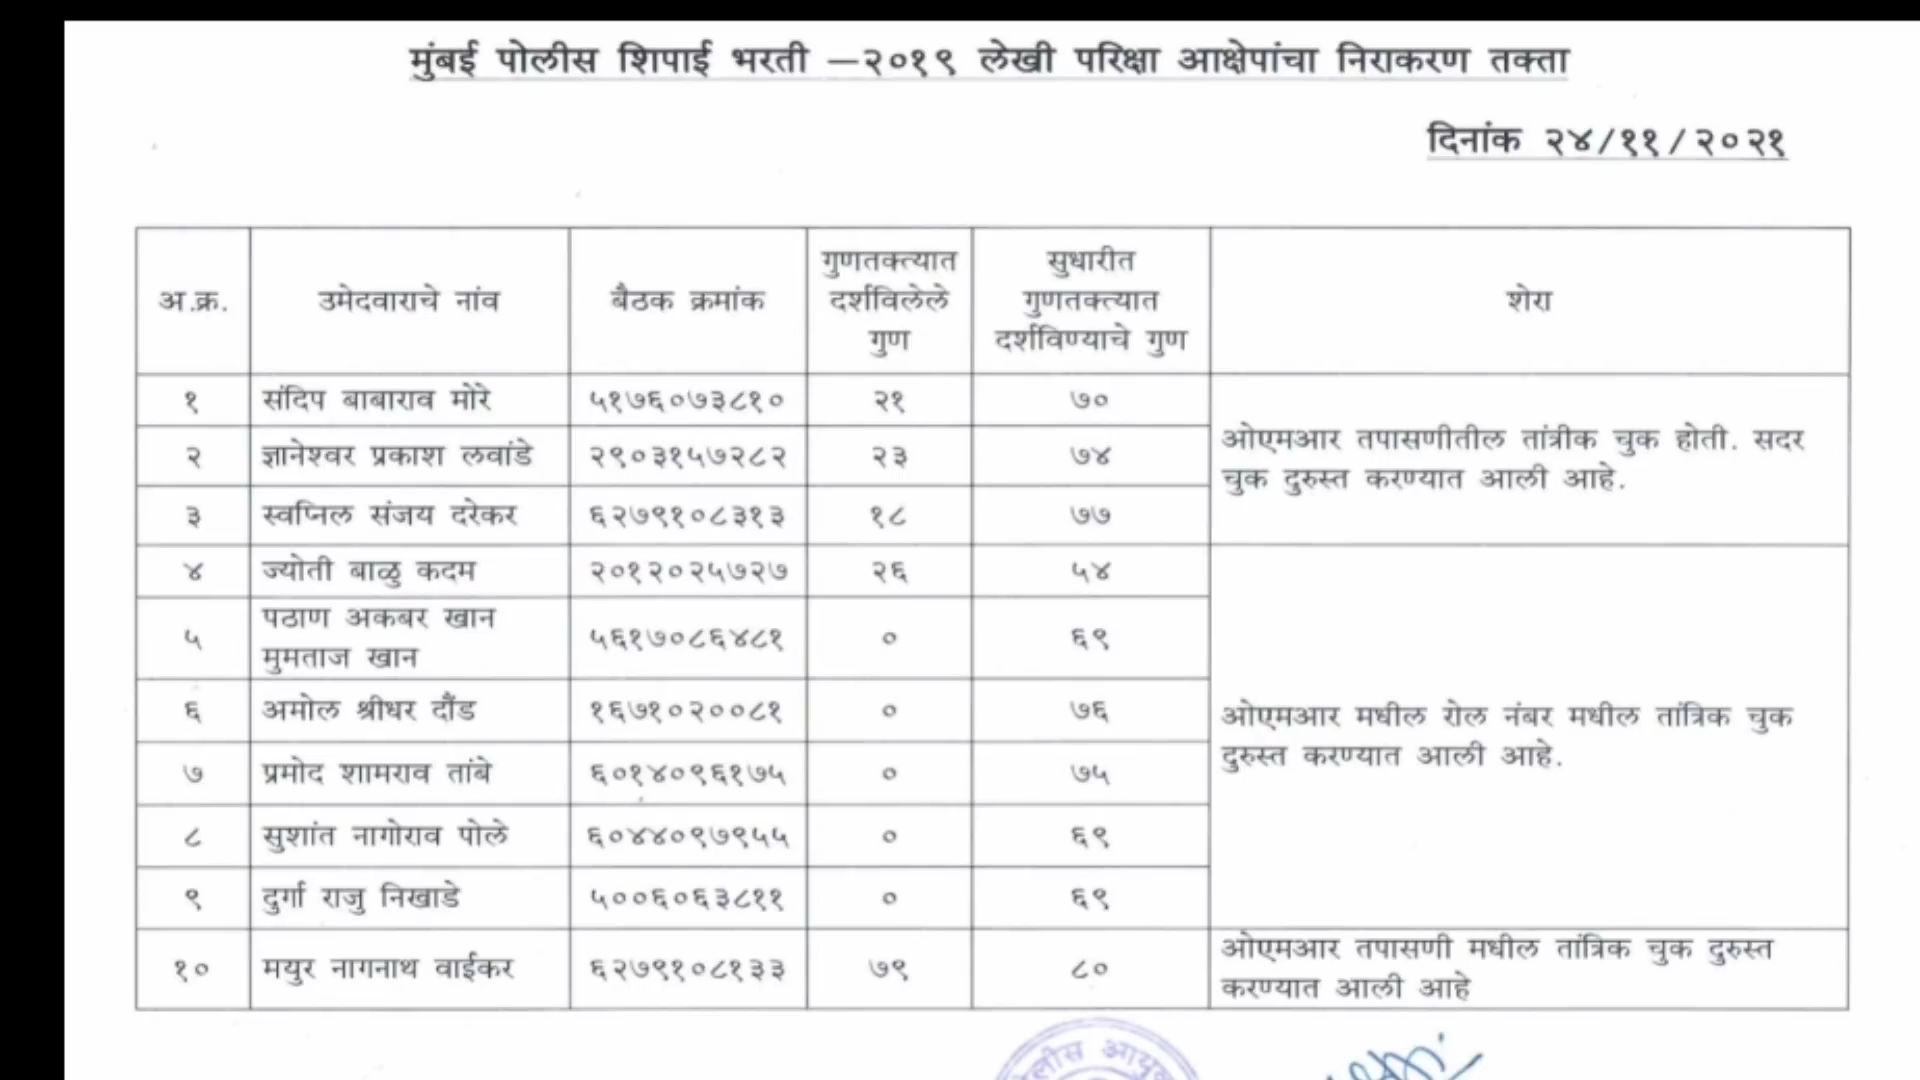 मुंबई पोलीस शिपाई भरती —२०१९ लेखी परिक्षा आक्षेपांचा निराकरण तक्ता
दिनांक २४/११/२०२१
अ.क्र. उमेदवाराचे नांव बैठक क्रमांक गुणतक्त्यात दर्शविलेले गुण सुधारीत गुणतक्त्यात दर्शविण्याचे गुण शेरा
१ संदिप बाबाराव मोरे ५१७६०७३८१० २१ ७०
२ ज्ञानेश्वर प्रकाश लवांडे २९०३१५७२८२ २३ ७४
ओएमआर तपासणीतील तांत्रीक चुक होती. सदर
चुक दुरुस्त करण्यात आली आहे.
३ स्वप्निल संजय दरेकर ६२७९१०८३१३ १८ ७७
४ ज्योती बाळु कदम २०१२०२५७२७ २६ ५४
५ पठाण अकबर खान
मुमताज खान ५६१७०८६४८१ ० ६९
६ अमोल श्रीधर दौंड १६७१०२००८१ ० ७६
ओएमआर मधील रोल नंबर मधील तांत्रिक चुक
दुरुस्त करण्यात आली आहे.
७ प्रमोद शामराव तांबे ६०१४०९६१७५ ० ७५
८ सुशांत नागोराव पोले ६०४४०९७९५५ ० ६९
९ दुर्गा राजु निखाडे ५००६०६३८११ ० ६९
१० मयुर नागनाथ वाईकर ६२७९१०८१३३ ७९ ८०
ओएमआर तपासणी मधील तांत्रिक चुक दुरुस्त
करण्यात आली आहे